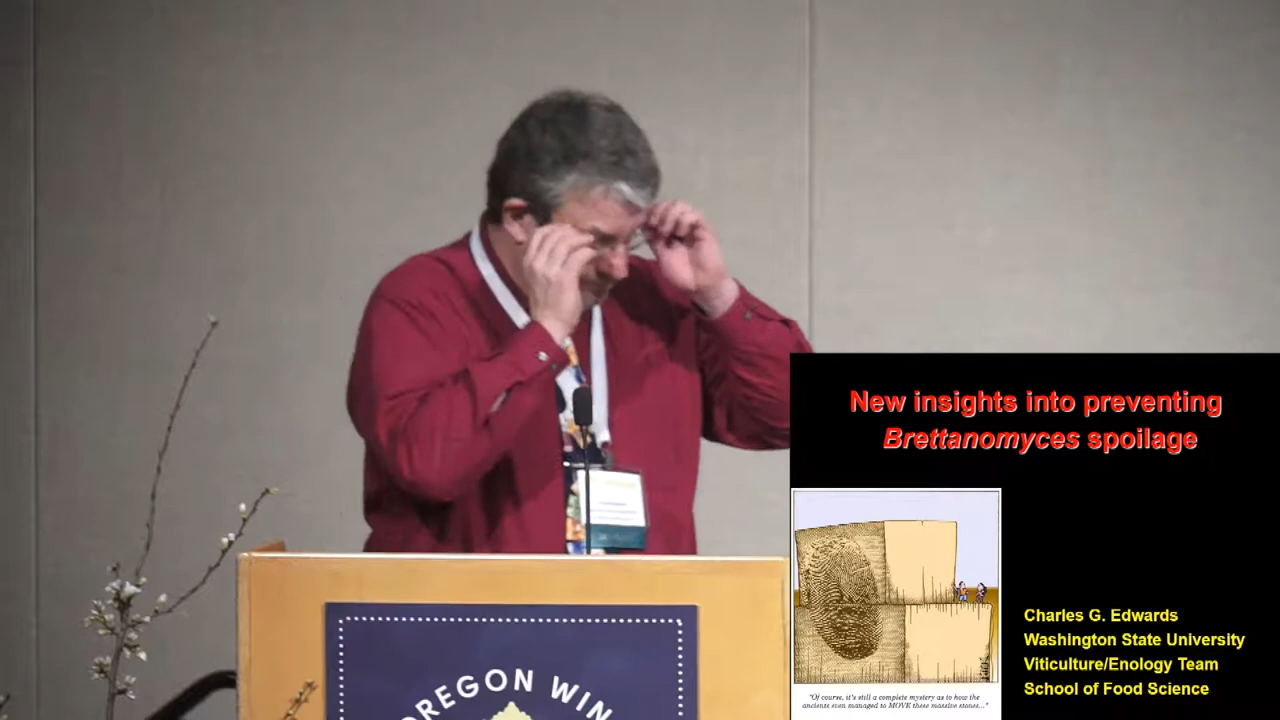 New insights into preventing
Brettanomyces spoilage
Charles G. Edwards
Washington State University
Viticulture/Enology Team
School of Food Science
"Of course, it's still a complete mystery as to how the
ancients even managed to MOVE these massive stones..."
OREGON WIN